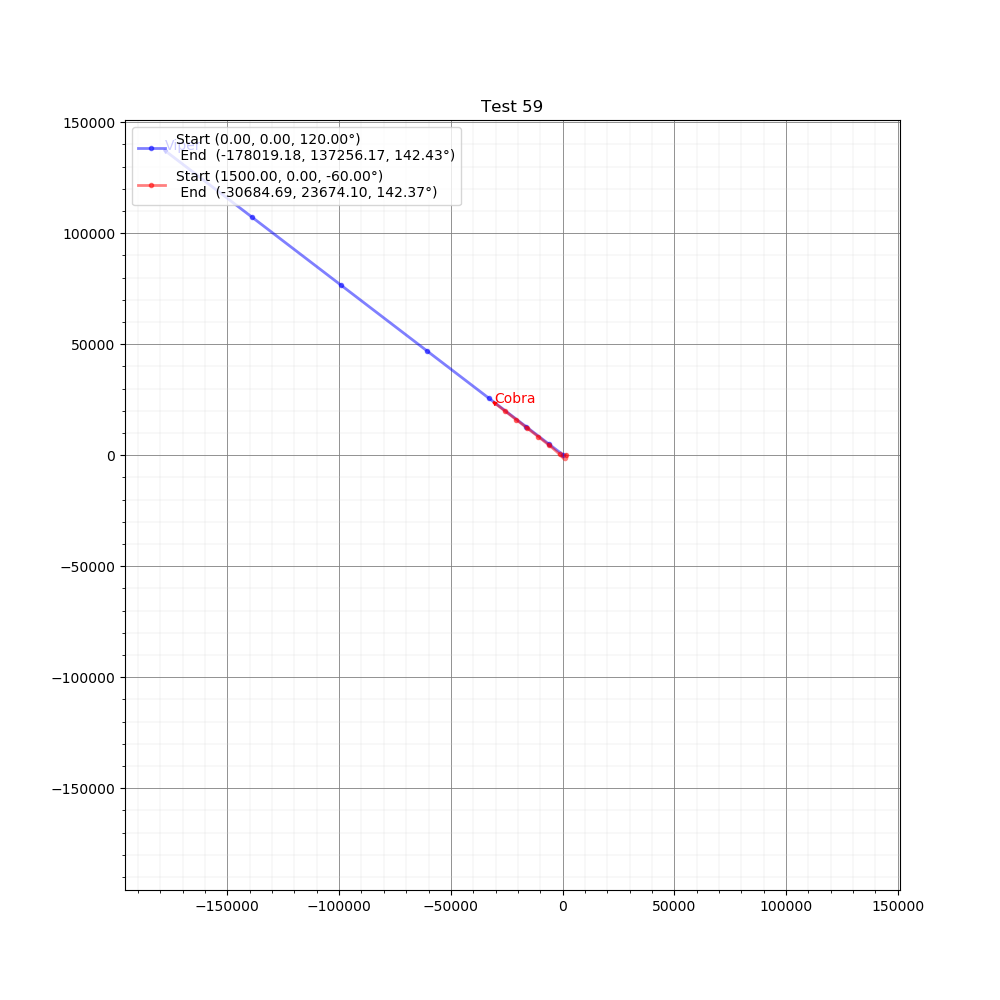 Test 59
150000
100000
50000
0
−50000
−100000
−150000
Viper
Start (0.00, 0.00, 120.00°)
End (-178019.18, 137256.17, 142.43°)
Start (1500.00, 0.00, -60.00°)
End (-30684.69, 23674.10, 142.37°)
Cobra
−150000
−100000
−50000
0
50000
100000
150000